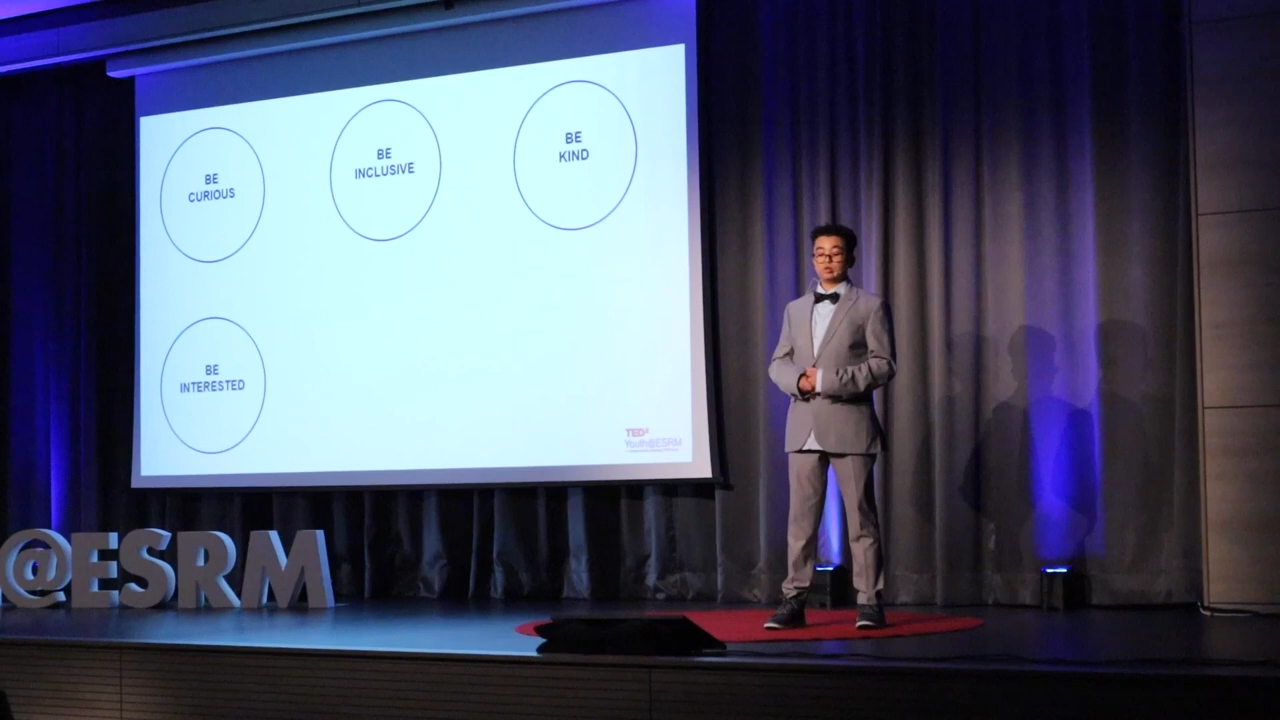 BE
CURIOUS
BE
INCLUSIVE
BE
KIND
BE
INTERESTED
TEDx
Youth@ESRM
@ESRM